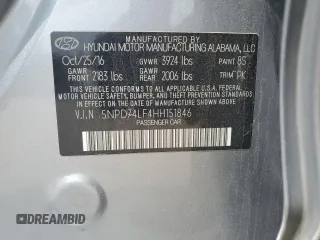 MANUFACTURED BY
HYUNDAI MOTOR MANUFACTURING ALABAMA, LLC
Oct/25/16 GVWR 3924 lbs PAINT 8S
GAWR FRONT 2183 lbs GAWR REAR 2006 lbs TRIM PK
THIS VEHICLE CONFORMS TO ALL APPLICABLE
FEDERAL MOTOR VEHICLE
SAFETY, BUMPER, AND THEFT PREVENTION STANDARDS
IN EFFECT ON THE DATE OF MANUFACTURE
SHOWN ABOVE.
V.I.N 5NPD74LF4HH151846
PASSENGER CAR
DREAMBID